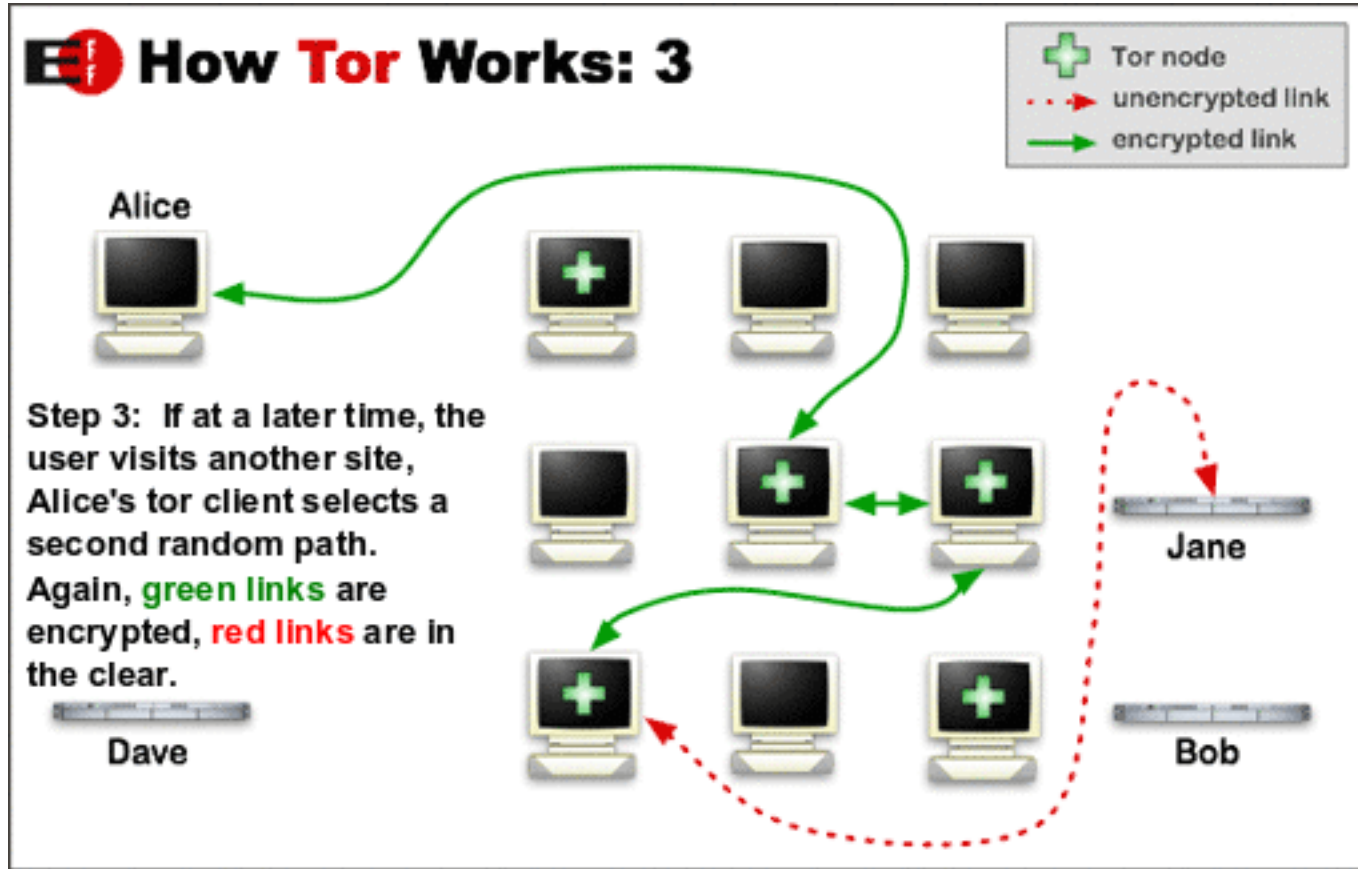 EFF How Tor Works: 3
Tor node
unencrypted link
encrypted link
Alice
Step 3: If at a later time, the
user visits another site,
Alice's tor client selects a
second random path.
Again, green links are
encrypted, red links are in
the clear.
Dave
Jane
Bob